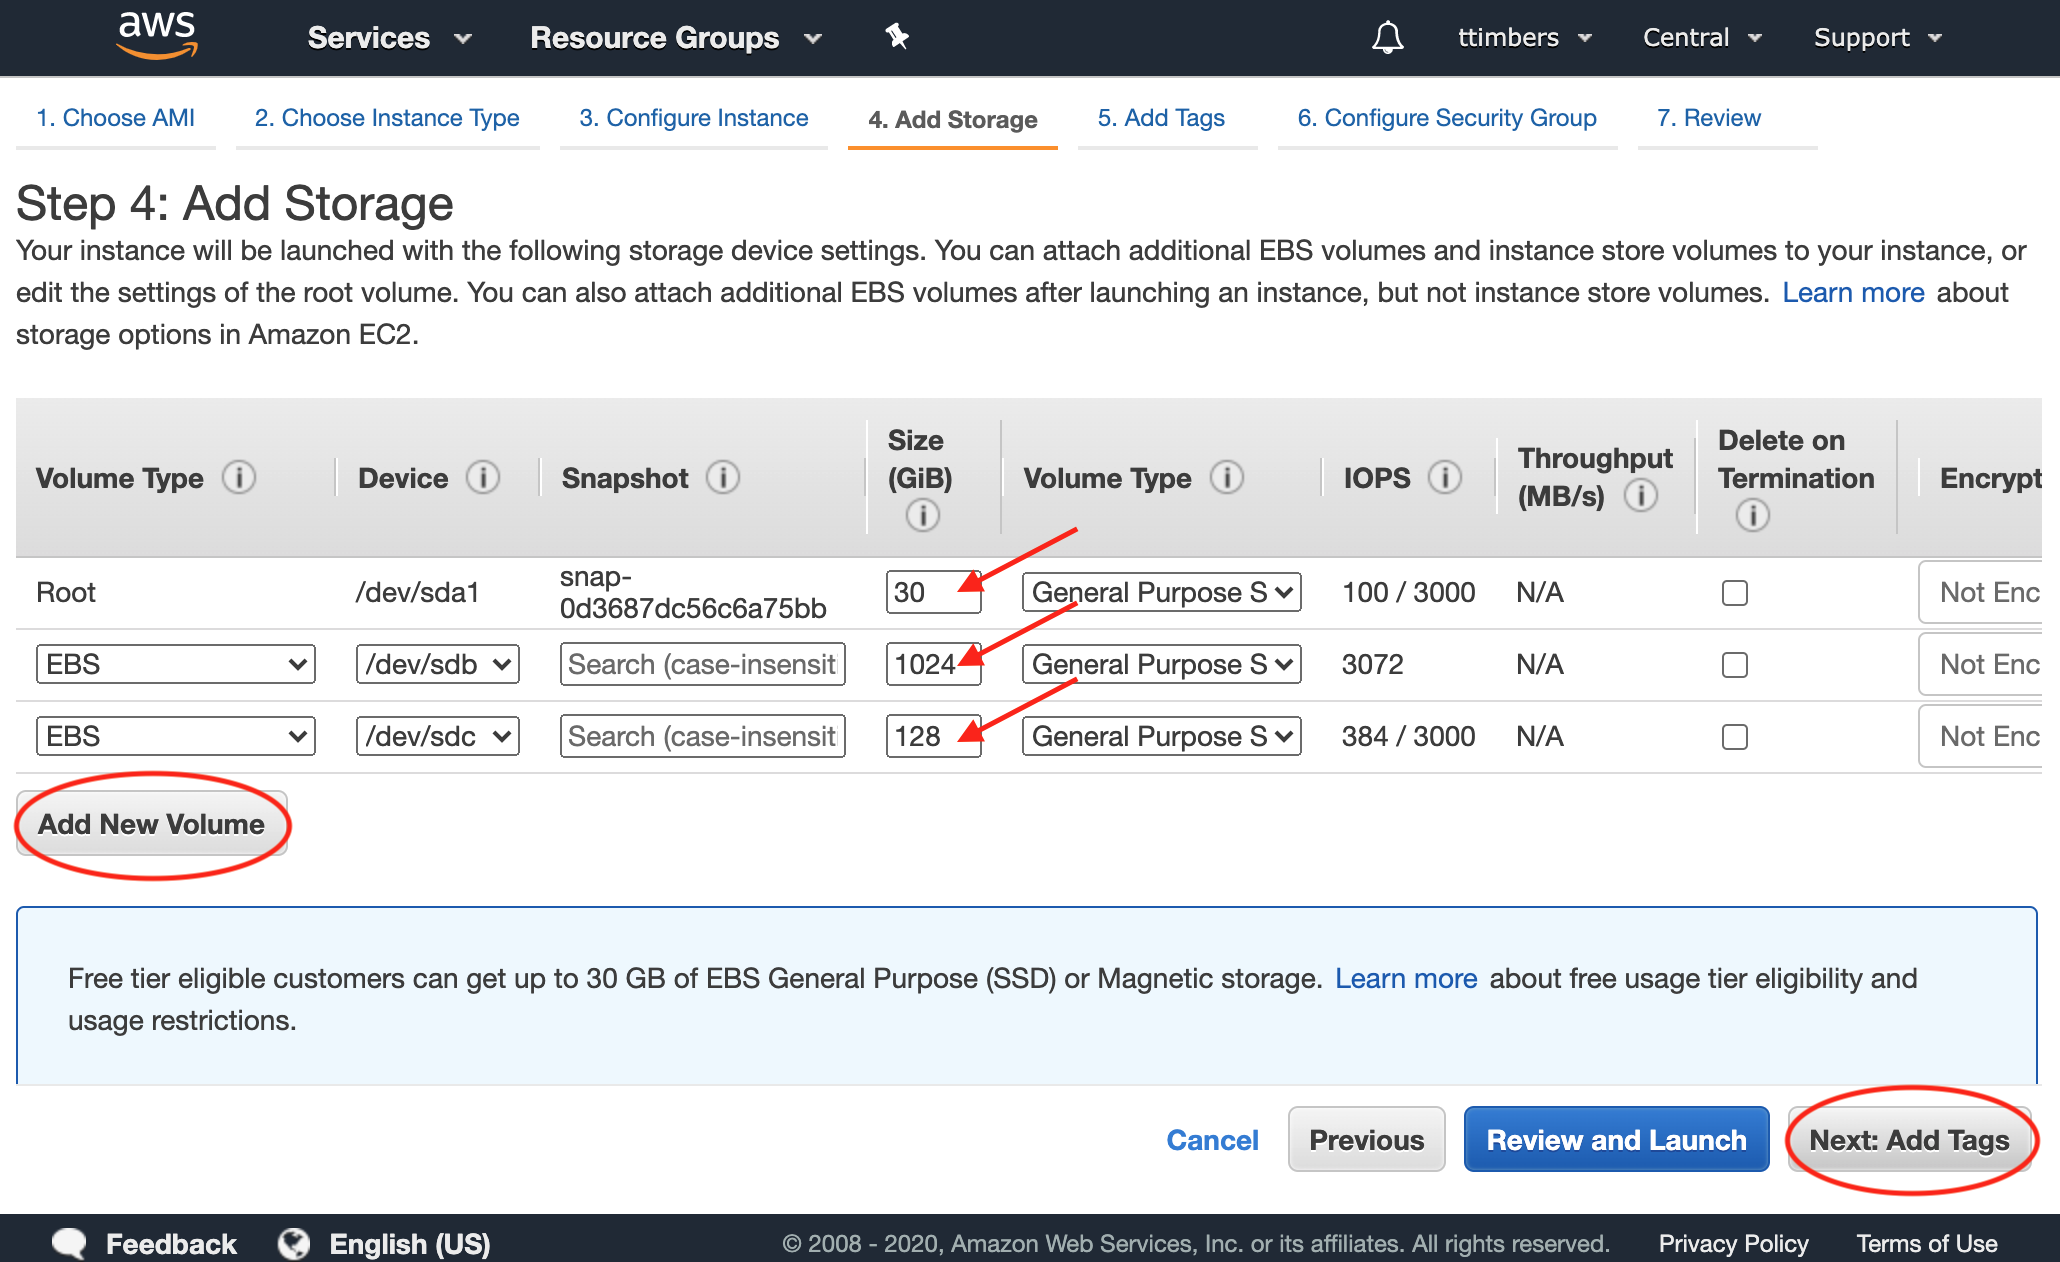 aws Services Resource Groups ttimbers Central Support
1. Choose AMI 2. Choose Instance Type 3. Configure Instance 4. Add Storage 5. Add Tags 6. Configure Security Group 7. Review
Step 4: Add Storage
Your instance will be launched with the following storage device settings. You can attach additional EBS volumes and instance store volumes to your instance, or
edit the settings of the root volume. You can also attach additional EBS volumes after launching an instance, but not instance store volumes. Learn more about
storage options in Amazon EC2.
Volume Type Device Snapshot Size (GiB) Volume Type IOPS Throughput (MB/s) Delete on Termination Encrypt
Root /dev/sda1 snap-0d3687dc56c6a75bb 30 General Purpose S 100 / 3000 N/A Not Enc
EBS /dev/sdb Search (case-insensiti 1024 General Purpose S 3072 N/A Not Enc
EBS /dev/sdc Search (case-insensiti 128 General Purpose S 384 / 3000 N/A Not Enc
Add New Volume
Free tier eligible customers can get up to 30 GB of EBS General Purpose (SSD) or Magnetic storage. Learn more about free usage tier eligibility and
usage restrictions.
Cancel Previous Review and Launch Next: Add Tags
Feedback English (US) © 2008 - 2020, Amazon Web Services, Inc. or its affiliates. All rights reserved. Privacy Policy Terms of Use